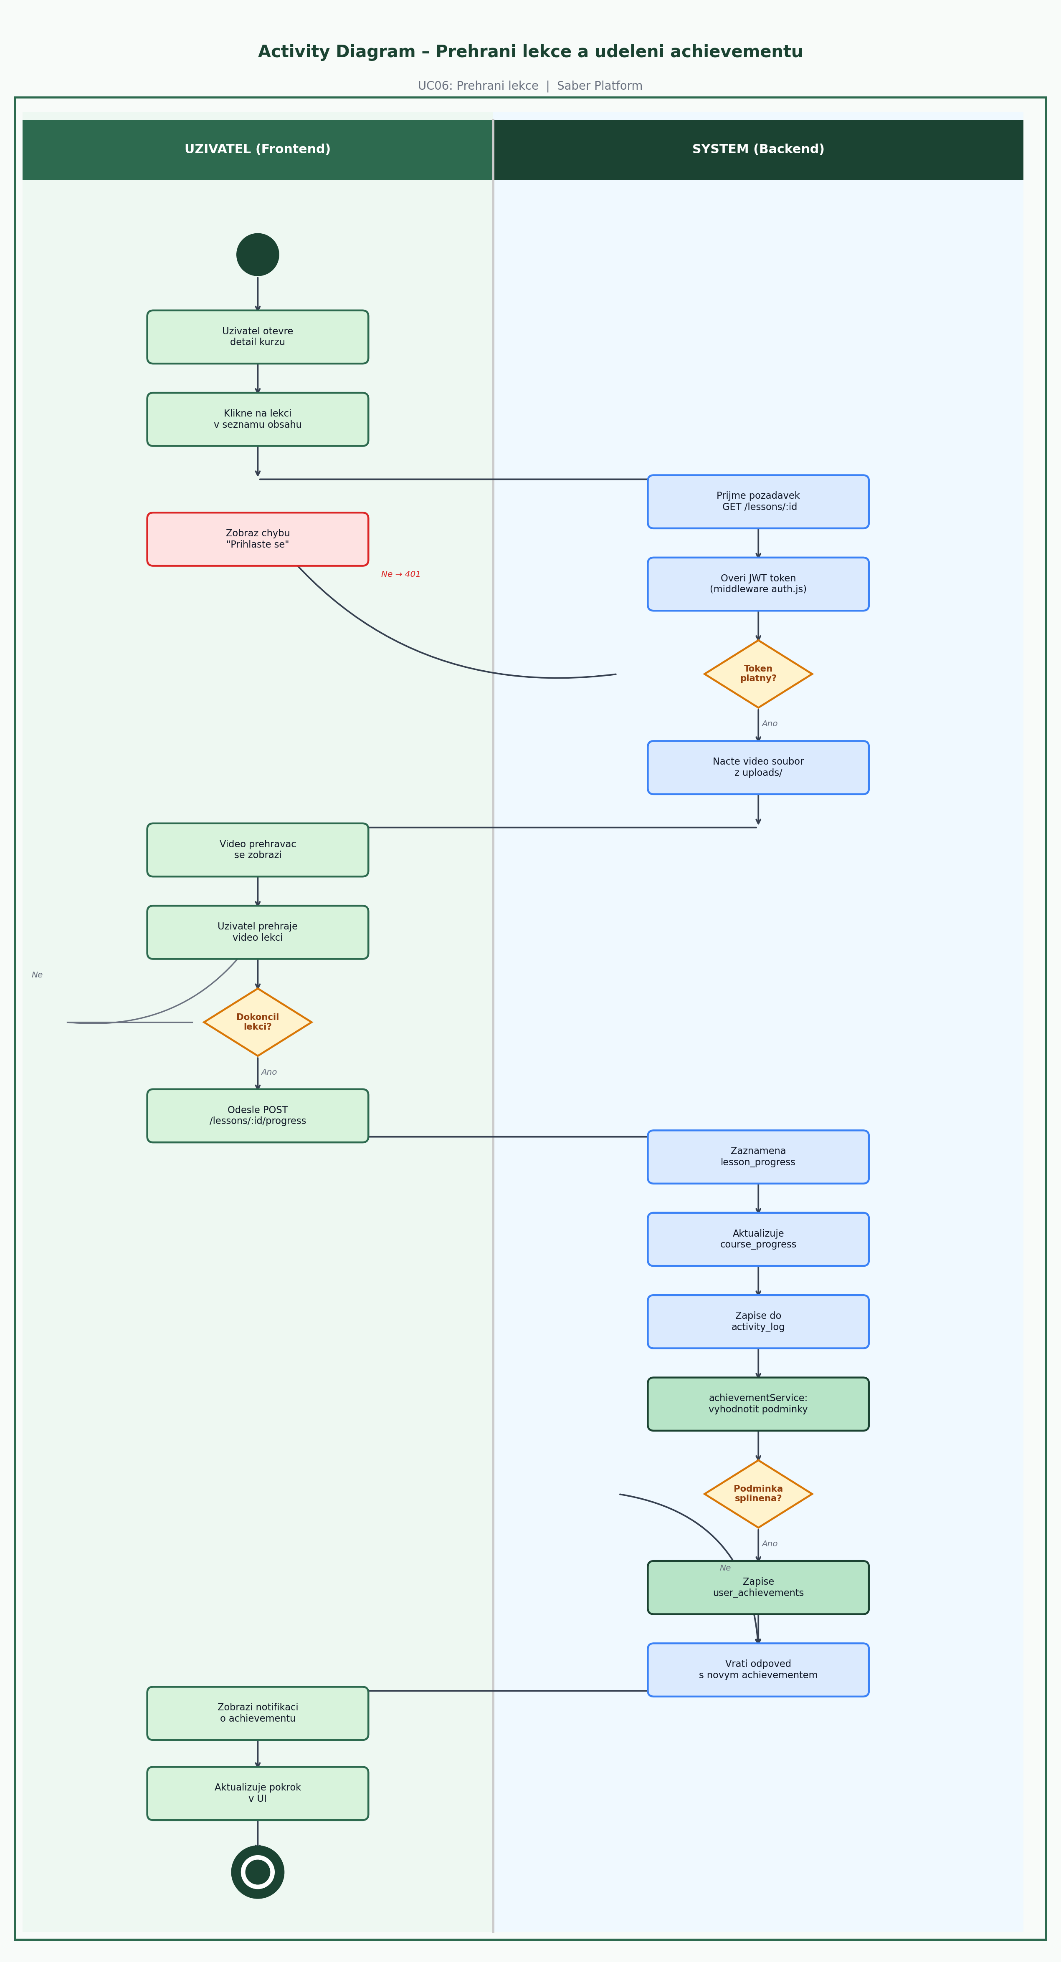 Activity Diagram – Prehrani lekce a udeleni achievementu
UC06: Prehrani lekce | Saber Platform
UZIVATEL (Frontend)
SYSTEM (Backend)
Uzivatel otevre
detail kurzu
Klikne na lekci
v seznamu obsahu
Prijme pozadavek
GET /lessons/:id
Zobraz chybu
"Prihlaste se"
Ne → 401
Overi JWT token
(middleware auth.js)
Token
platny?
Ano
Nacte video soubor
z uploads/
Video prehravac
se zobrazi
Uzivatel prehraje
video lekci
Ne
Dokoncil
lekci?
Ano
Odesle POST
/lessons/:id/progress
Zaznamena
lesson_progress
Aktualizuje
course_progress
Zapise do
activity_log
achievementService:
vyhodnotit podminky
Podminka
splinena?
Ano
Ne
Zapise
user_achievements
Vrati odpoved
s novym achievementem
Zobrazi notifikaci
o achievementu
Aktualizuje pokrok
v UI